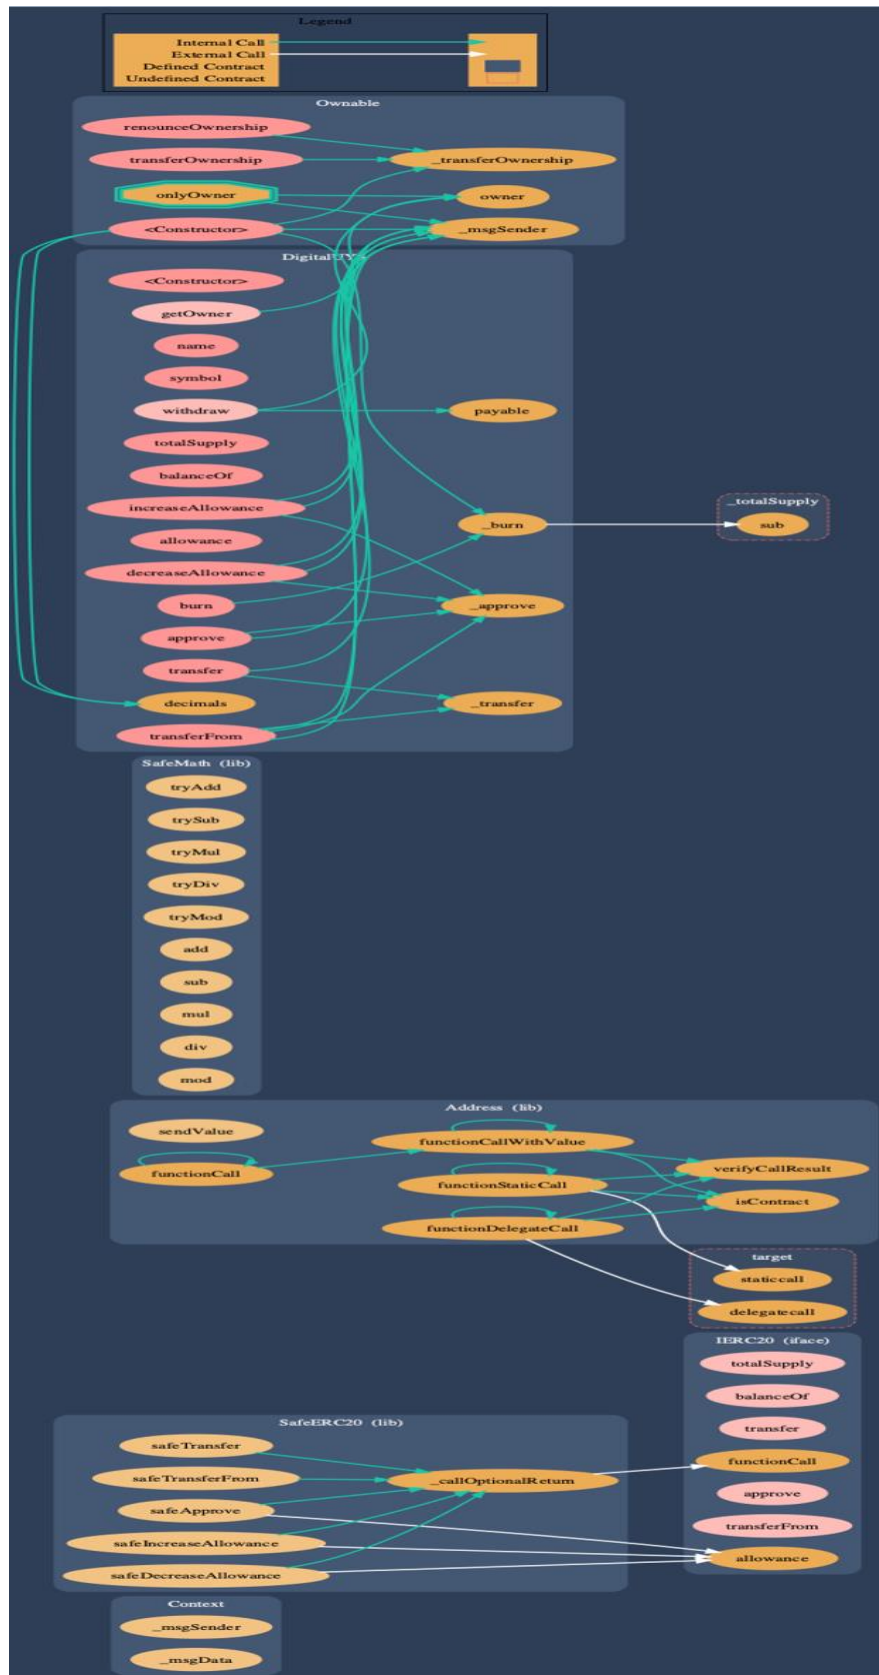 Legend
Internal Call
External Call
Defined Contract
Undefined Contract
Ownable
renounceOwnership
transferOwnership
_transferOwnership
onlyOwner
owner
<Constructor>
_msgSender
<Constructor>
getOwner
name
symbol
withdraw
payable
totalSupply
balanceOf
increaseAllowance
_totalSupply
_burn
sub
allowance
decreaseAllowance
burn
_approve
approve
transfer
decimals
_transfer
transferFrom
SafeMath (lib)
tryAdd
trySub
tryMul
tryDiv
tryMod
add
sub
mul
div
mod
Address (lib)
sendValue
functionCallWithValue
functionCall
verifyCallResult
functionStaticCall
isContract
functionDelegateCall
target
staticcall
delegatecall
IERC20 (iface)
totalSupply
balanceOf
transfer
functionCall
approve
transferFrom
allowance
SafeERC20 (lib)
safeTransfer
safeTransferFrom
_callOptionalReturn
safeApprove
safeIncreaseAllowance
safeDecreaseAllowance
Context
_msgSender
_msgData